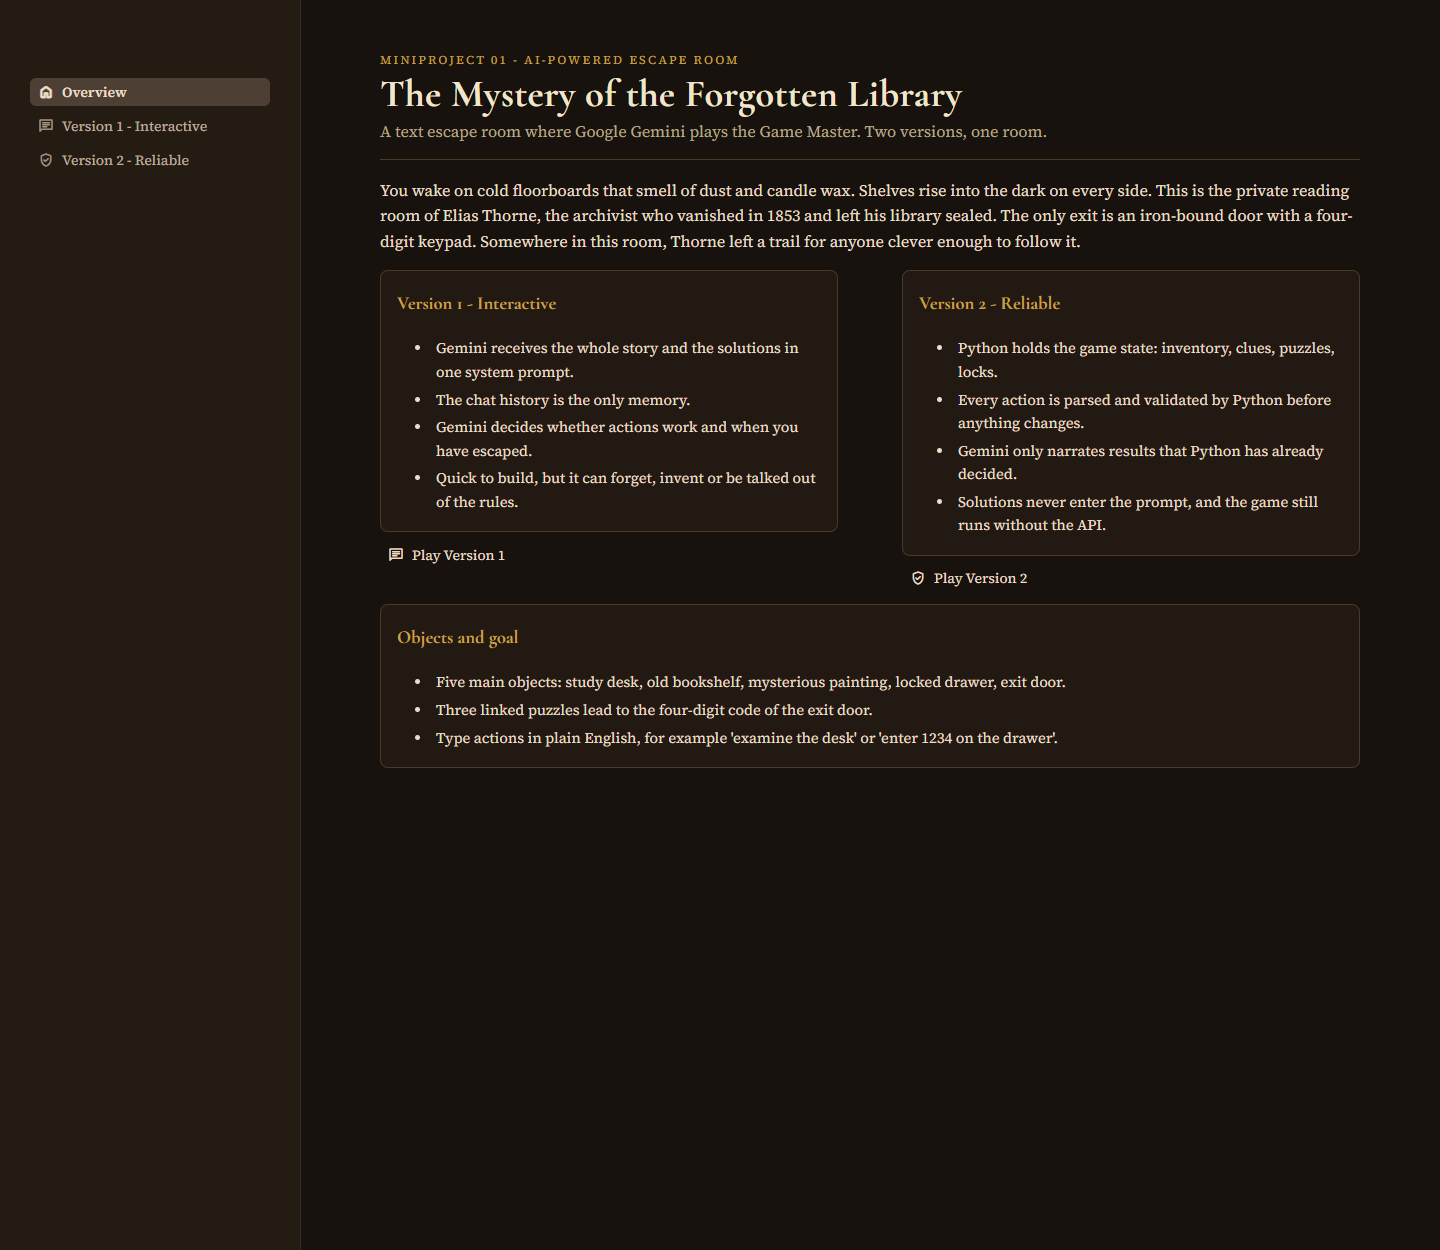 Overview
Version 1 - Interactive
Version 2 - Reliable
MINIPROJECT 01 - AI-POWERED ESCAPE ROOM
The Mystery of the Forgotten Library
A text escape room where Google Gemini plays the Game Master. Two versions, one room.
You wake on cold floorboards that smell of dust and candle wax. Shelves rise into the dark on every side. This is the private reading
room of Elias Thorne, the archivist who vanished in 1853 and left his library sealed. The only exit is an iron-bound door with a four-
digit keypad. Somewhere in this room, Thorne left a trail for anyone clever enough to follow it.
Version 1 - Interactive
Gemini receives the whole story and the solutions in
one system prompt.
The chat history is the only memory.
Gemini decides whether actions work and when you
have escaped.
Quick to build, but it can forget, invent or be talked out
of the rules.
Play Version 1
Version 2 - Reliable
Python holds the game state: inventory, clues, puzzles,
locks.
Every action is parsed and validated by Python before
anything changes.
Gemini only narrates results that Python has already
decided.
Solutions never enter the prompt, and the game still
runs without the API.
Play Version 2
Objects and goal
Five main objects: study desk, old bookshelf, mysterious painting, locked drawer, exit door.
Three linked puzzles lead to the four-digit code of the exit door.
Type actions in plain English, for example 'examine the desk' or 'enter 1234 on the drawer'.